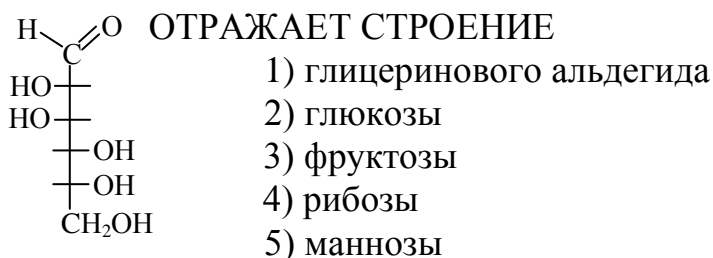 H O ОТРАЖАЕТ СТРОЕНИЕ
C
1) глицеринового альдегида
HO
2) глюкозы
HO
OH
3) фруктозы
OH
4) рибозы
CH₂OH
5) маннозы